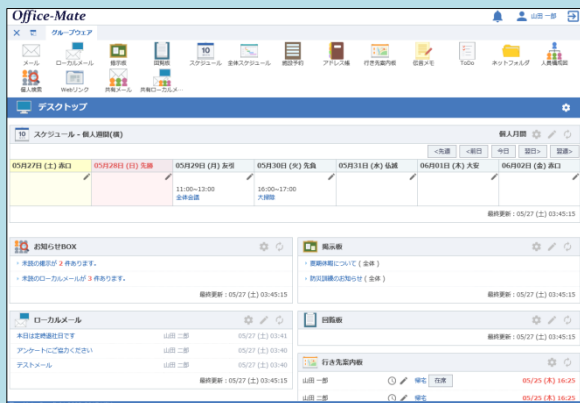 Office-Mate
山田 一郎
グループウェア
メール
ローカルメール
掲示板
回覧板
スケジュール
全体スケジュール
施設予約
アドレス帳
行き先案内板
伝言メモ
ToDo
ネットフォルダ
人員構成図
個人検索
Webリンク
共有メール
共有ローカルメ…
デスクトップ
10 スケジュール - 個人週間(横)
個人月間
<先週 <前日 今日 翌日> 翌週>
05月27日 (土) 赤口
05月28日 (日) 先勝
05月29日 (月) 友引
05月30日 (火) 先負
05月31日 (水) 仏滅
06月01日 (木) 大安
06月02日 (金) 赤口
11:00~13:00
全体会議
16:00~17:00
大掃除
最終更新 : 05/27 (土) 03:45:15
お知らせBOX
未読の掲示が 2 件あります。
未読のローカルメールが 3 件あります。
最終更新 : 05/27 (土) 03:45:15
掲示板
夏期休暇について ( 全体 )
防災訓練のお知らせ ( 全体 )
最終更新 : 05/27 (土) 03:45:15
ローカルメール
本日は定時退社日です 山田 二郎 05/27 (土) 03:41
アンケートにご協力ください 山田 二郎 05/27 (土) 03:40
テストメール 山田 二郎 05/27 (土) 03:40
最終更新 : 05/27 (土) 03:45:15
回覧板
最終更新 : 05/27 (土) 03:45:15
行き先案内板
山田 一郎 帰宅 在席 05/25 (木) 16:25
山田 二郎 帰宅 05/25 (木) 16:25